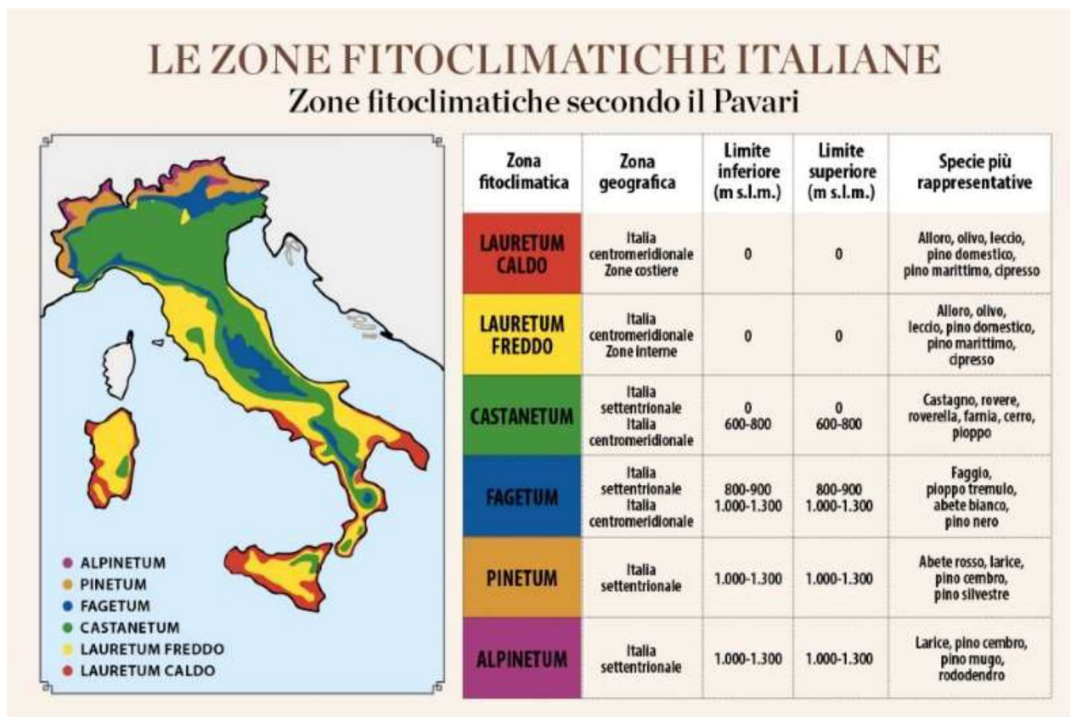 LE ZONE FITOCLIMATICHE ITALIANE
Zone fitoclimatiche secondo il Pavari
ALPINETUM
PINETUM
FAGETUM
CASTANETUM
LAURETUM FREDDO
LAURETUM CALDO
Zona
fitoclimatica
Zona
geografica
Limite
inferiore
(m s.l.m.)
Limite
superiore
(m s.l.m.)
Specie più
rappresentative
LAURETUM
CALDO
Italia
centromeridionale
Zone costiere
0
0
Alloro, olivo, leccio,
pino domestico,
pino marittimo, cipresso
LAURETUM
FREDDO
Italia
centromeridionale
Zone interne
0
0
Alloro, olivo,
leccio, pino domestico,
pino marittimo,
cipresso
CASTANETUM
Italia
settentrionale
Italia
centromeridionale
0
600-800
0
600-800
Castagno, rovere,
roverella, farnia, cerro,
pioppo
FAGETUM
Italia
settentrionale
Italia
centromeridionale
800-900
1.000-1.300
800-900
1.000-1.300
Faggio,
pioppo tremulo,
abete bianco,
pino nero
PINETUM
Italia
settentrionale
1.000-1.300
1.000-1.300
Abete rosso, larice,
pino cembro,
pino silvestre
ALPINETUM
Italia
settentrionale
1.000-1.300
1.000-1.300
Larice, pino cembro,
pino mugo,
rododendro